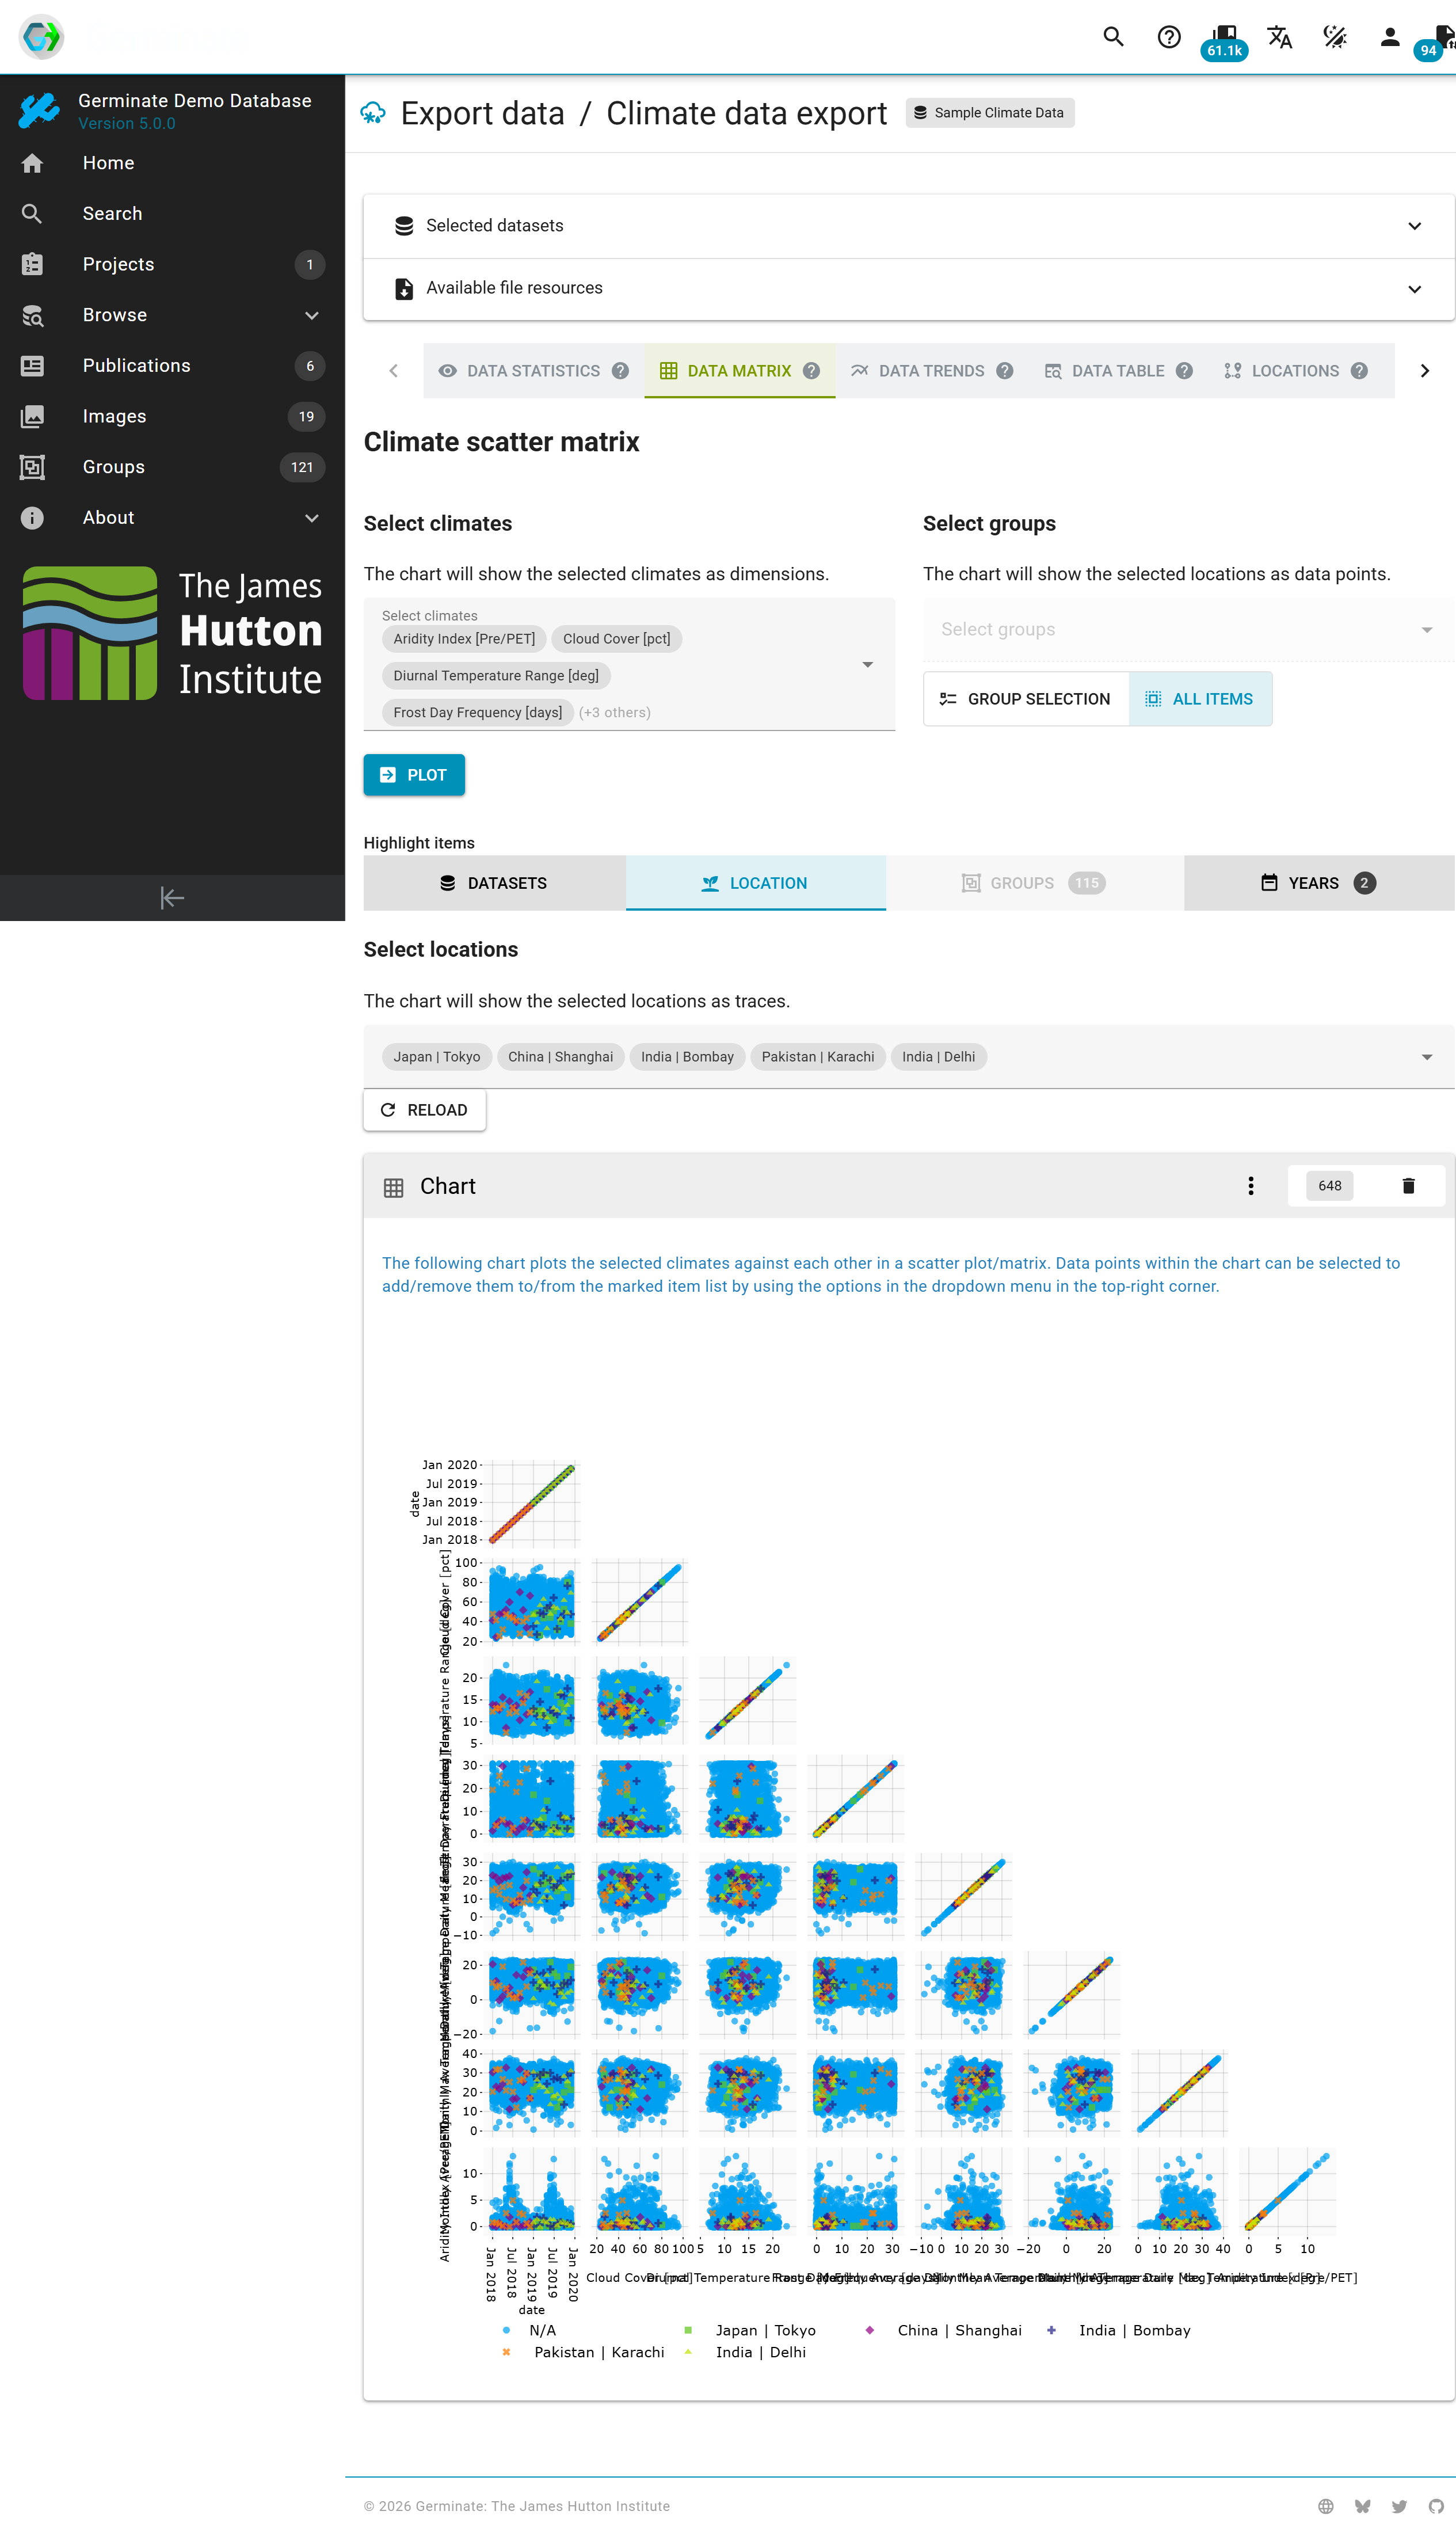 61.1k
94
Germinate Demo Database
Version 5.0.0
Home
Search
Projects 1
Browse
Publications 6
Images 19
Groups 121
About
The James
Hutton
Institute
Export data / Climate data export Sample Climate Data
Selected datasets
Available file resources
DATA STATISTICS DATA MATRIX DATA TRENDS DATA TABLE LOCATIONS
Climate scatter matrix
Select climates
The chart will show the selected climates as dimensions.
Select climates
Aridity Index [Pre/PET] Cloud Cover [pct]
Diurnal Temperature Range [deg]
Frost Day Frequency [days] (+3 others)
Select groups
The chart will show the selected locations as data points.
Select groups
GROUP SELECTION ALL ITEMS
PLOT
Highlight items
DATASETS LOCATION GROUPS 115 YEARS 2
Select locations
The chart will show the selected locations as traces.
Japan | Tokyo China | Shanghai India | Bombay Pakistan | Karachi India | Delhi
RELOAD
Chart 648
The following chart plots the selected climates against each other in a scatter plot/matrix. Data points within the chart can be selected to
add/remove them to/from the marked item list by using the options in the dropdown menu in the top-right corner.
date
Jan 2020
Jul 2019
Jan 2019
Jul 2018
Jan 2018
100
80
60
40
20
20
15
10
5
30
20
10
0
30
20
10
0
−10
20
0
−20
40
30
20
10
0
10
5
0
Jan 2018 Jul 2018 Jan 2019 Jul 2019 Jan 2020
20 40 60 80 100 5 10 15 20 0 10 20 30 −10 0 10 20 30 −20 0 20 0 10 20 30 40 0 5 10
Cloud Cover [pct]
date
N/A Japan | Tokyo China | Shanghai India | Bombay
Pakistan | Karachi India | Delhi
© 2026 Germinate: The James Hutton Institute